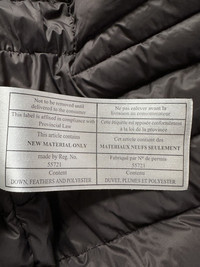 Not to be removed until
delivered to the consumer
This label is affixed in compliance with
Provincial Law
This article contains
NEW MATERIAL ONLY
made by Reg. No.
55721
Content
DOWN, FEATHERS AND POLYESTER
Ne pas enlever avant la
livraison au consommateur
Cette étiquette est apposée conformément
à la loi de la province
Cet article contient des
MATERIAUX NEUFS SEULEMENT
Fabriqué par Nº de permis
55721
Contenu
DUVET, PLUMES ET POLYESTER